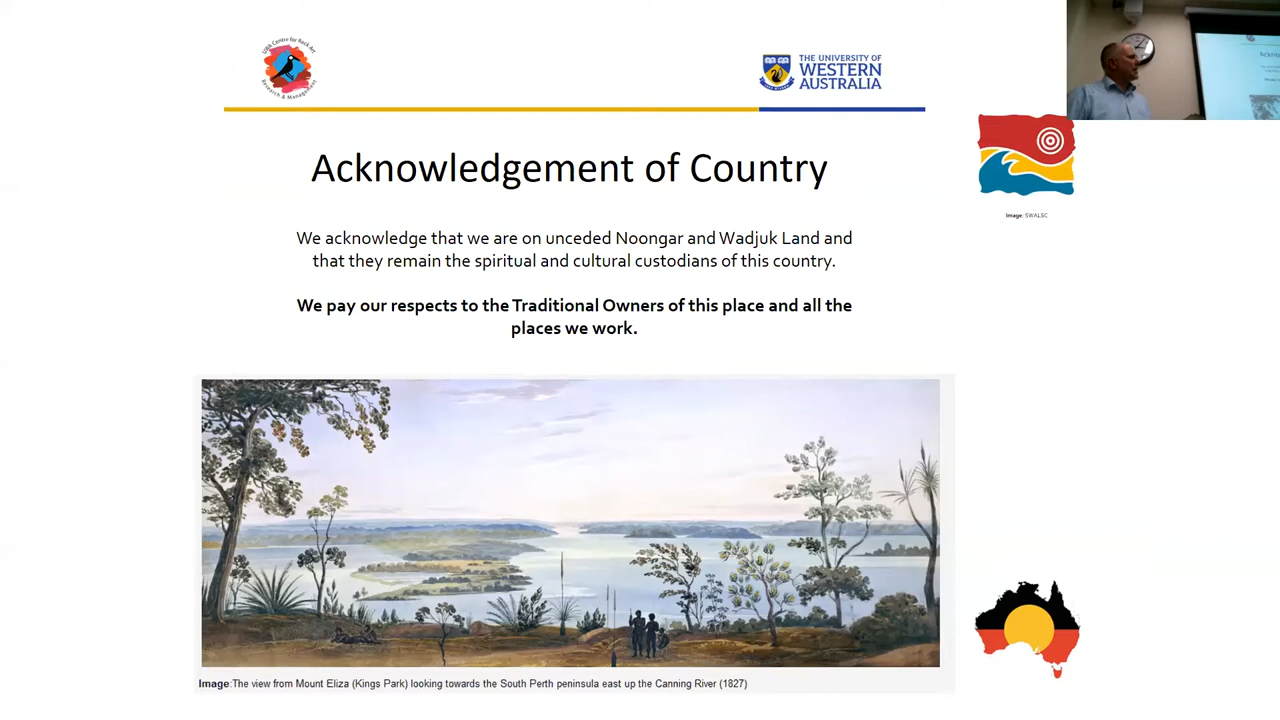 UWA Centre for Rock Art
Research & Management
THE UNIVERSITY OF
WESTERN
AUSTRALIA
Acknowledgement of Country
Image: SWALSC
We acknowledge that we are on unceded Noongar and Wadjuk Land and
that they remain the spiritual and cultural custodians of this country.
We pay our respects to the Traditional Owners of this place and all the
places we work.
Image:The view from Mount Eliza (Kings Park) looking towards the South Perth peninsula east up the Canning River (1827)